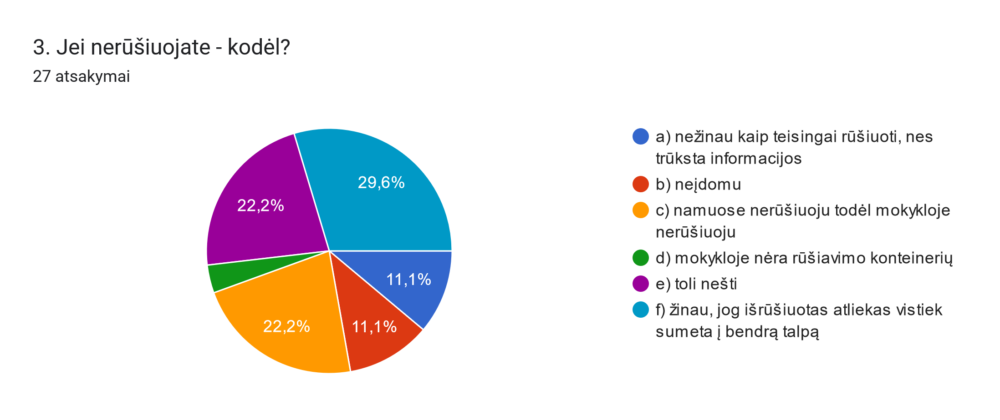 3. Jei nerūšiuojate - kodėl?
27 atsakymai
29,6%
22,2%
11,1%
22,2%
11,1%
a) nežinau kaip teisingai rūšiuoti, nes
trūksta informacijos
b) neįdomu
c) namuose nerūšiuoju todėl mokykloje
nerūšiuoju
d) mokykloje nėra rūšiavimo konteinerių
e) toli nešti
f) žinau, jog išrūšiuotas atliekas vistiek
sumeta į bendrą talpą